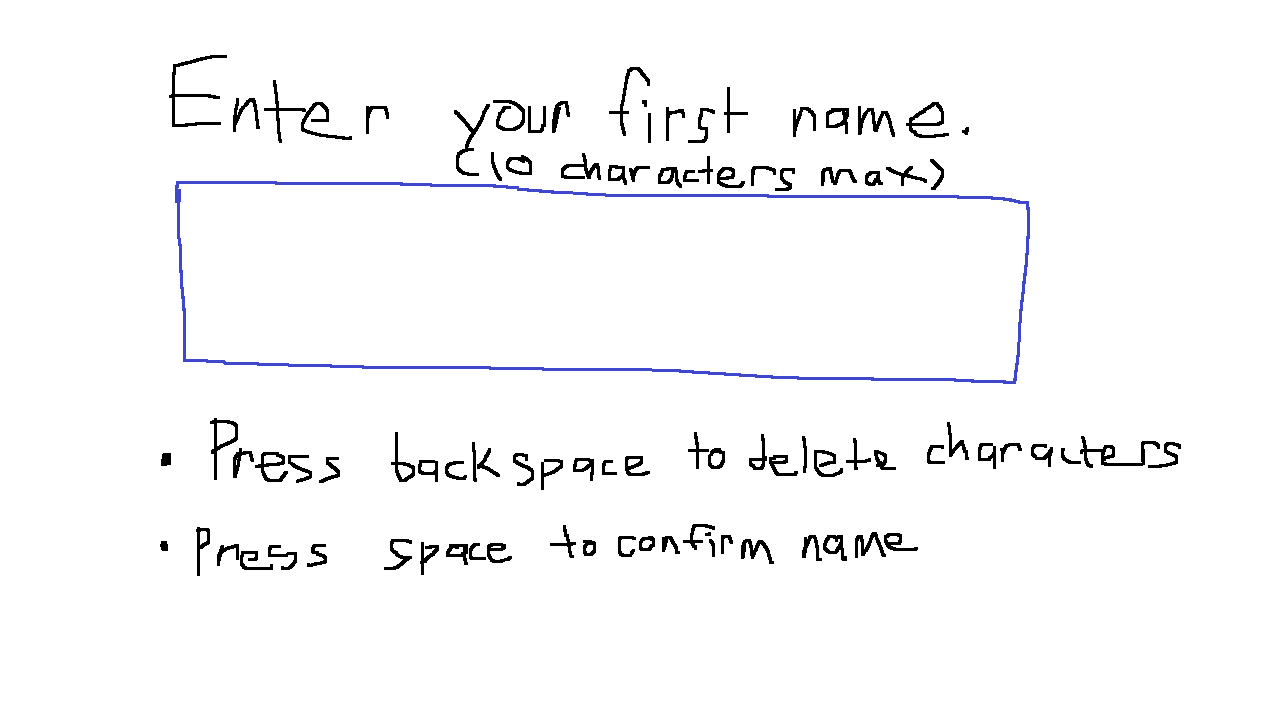 Enter your first name.
(10 characters max)
• Press backspace to delete characters
• Press space to confirm name